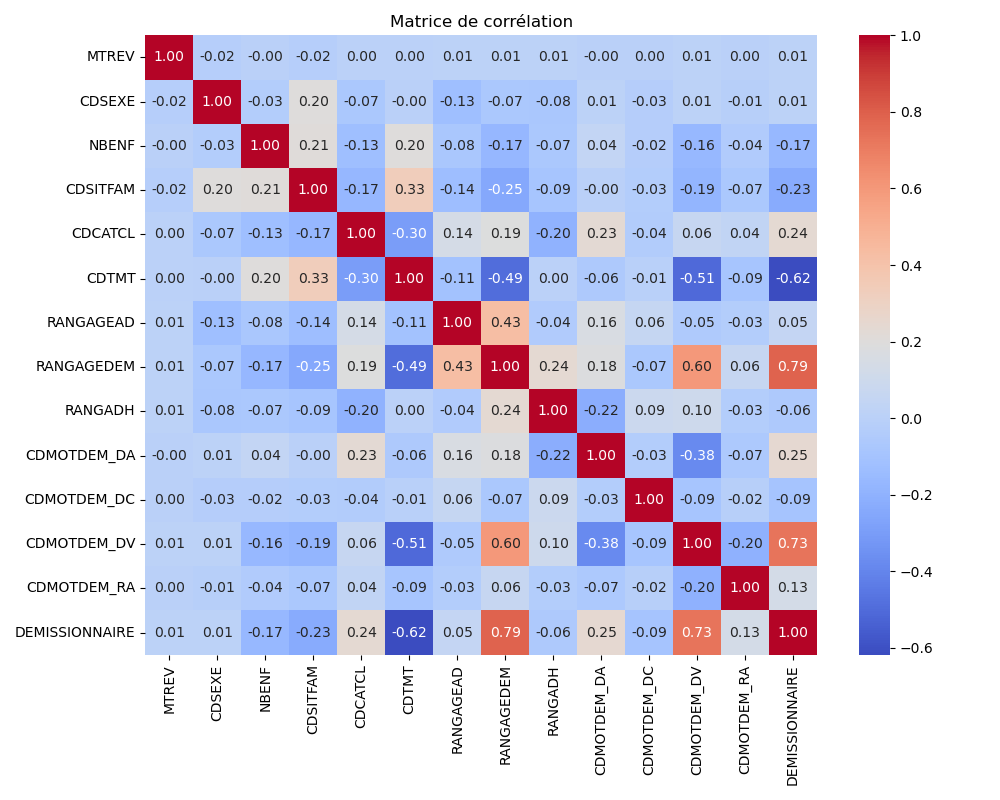 Matrice de corrélation
MTREV 1.00 -0.02 -0.00 -0.02 0.00 0.00 0.01 0.01 0.01 -0.00 0.00 0.01 0.00 0.01
CDSEXE -0.02 1.00 -0.03 0.20 -0.07 -0.00 -0.13 -0.07 -0.08 0.01 -0.03 0.01 -0.01 0.01
NBENF -0.00 -0.03 1.00 0.21 -0.13 0.20 -0.08 -0.17 -0.07 0.04 -0.02 -0.16 -0.04 -0.17
CDSITFAM -0.02 0.20 0.21 1.00 -0.17 0.33 -0.14 -0.25 -0.09 -0.00 -0.03 -0.19 -0.07 -0.23
CDCATCL 0.00 -0.07 -0.13 -0.17 1.00 -0.30 0.14 0.19 -0.20 0.23 -0.04 0.06 0.04 0.24
CDTMT 0.00 -0.00 0.20 0.33 -0.30 1.00 -0.11 -0.49 0.00 -0.06 -0.01 -0.51 -0.09 -0.62
RANGAGEAD 0.01 -0.13 -0.08 -0.14 0.14 -0.11 1.00 0.43 -0.04 0.16 0.06 -0.05 -0.03 0.05
RANGAGEDEM 0.01 -0.07 -0.17 -0.25 0.19 -0.49 0.43 1.00 0.24 0.18 -0.07 0.60 0.06 0.79
RANGADH 0.01 -0.08 -0.07 -0.09 -0.20 0.00 -0.04 0.24 1.00 -0.22 0.09 0.10 -0.03 -0.06
CDMOTDEM_DA -0.00 0.01 0.04 -0.00 0.23 -0.06 0.16 0.18 -0.22 1.00 -0.03 -0.38 -0.07 0.25
CDMOTDEM_DC 0.00 -0.03 -0.02 -0.03 -0.04 -0.01 0.06 -0.07 0.09 -0.03 1.00 -0.09 -0.02 -0.09
CDMOTDEM_DV 0.01 0.01 -0.16 -0.19 0.06 -0.51 -0.05 0.60 0.10 -0.38 -0.09 1.00 -0.20 0.73
CDMOTDEM_RA 0.00 -0.01 -0.04 -0.07 0.04 -0.09 -0.03 0.06 -0.03 -0.07 -0.02 -0.20 1.00 0.13
DEMISSIONNAIRE 0.01 0.01 -0.17 -0.23 0.24 -0.62 0.05 0.79 -0.06 0.25 -0.09 0.73 0.13 1.00
MTREV
CDSEXE
NBENF
CDSITFAM
CDCATCL
CDTMT
RANGAGEAD
RANGAGEDEM
RANGADH
CDMOTDEM_DA
CDMOTDEM_DC
CDMOTDEM_DV
CDMOTDEM_RA
DEMISSIONNAIRE
1.0
0.8
0.6
0.4
0.2
0.0
−0.2
−0.4
−0.6